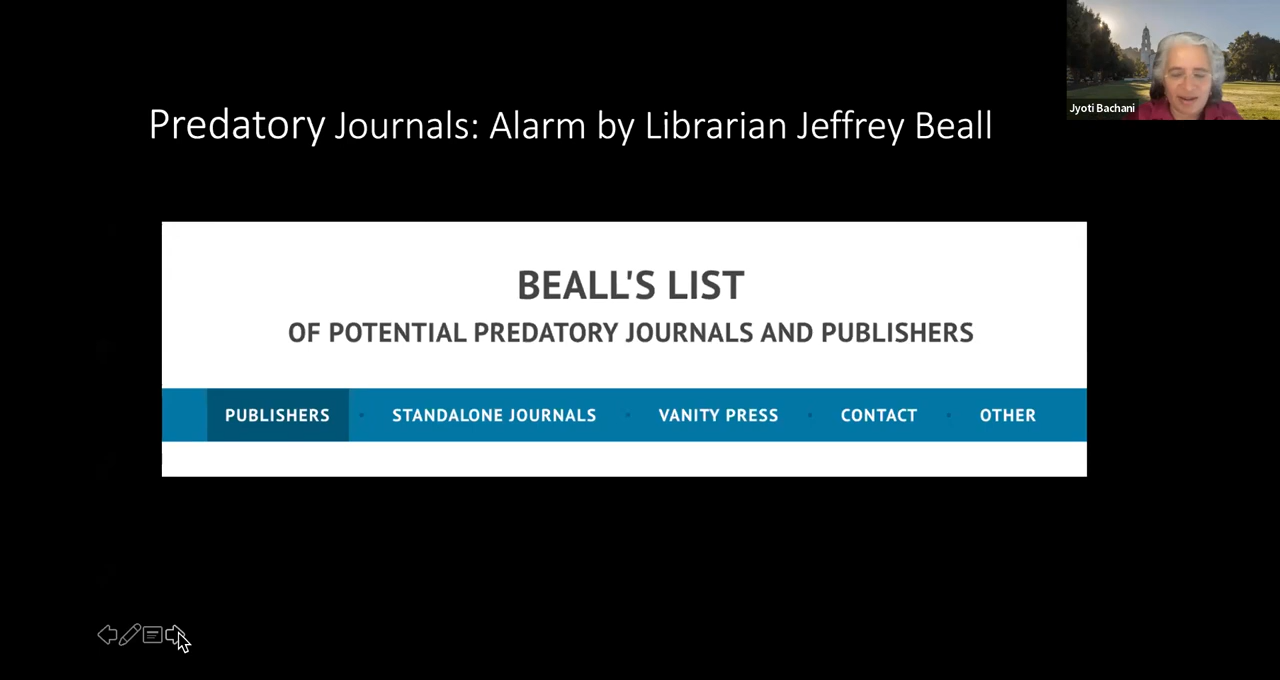 Predatory Journals: Alarm by Librarian Jeffrey Beall
Jyoti Bachani
BEALL'S LIST
OF POTENTIAL PREDATORY JOURNALS AND PUBLISHERS
PUBLISHERS • STANDALONE JOURNALS • VANITY PRESS • CONTACT • OTHER